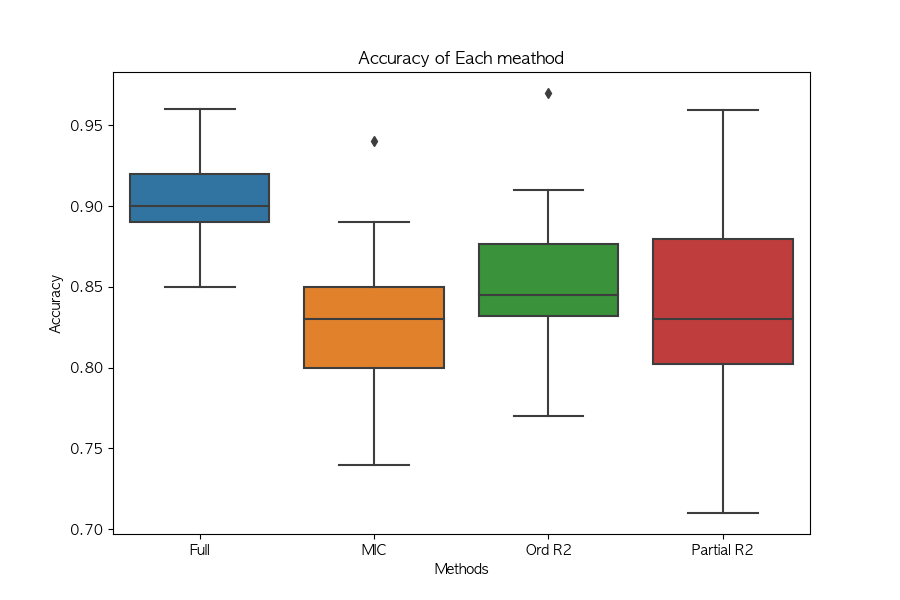 Accuracy of Each meathod
Accuracy
0.95
0.90
0.85
0.80
0.75
0.70
Full MIC Ord R2 Partial R2
Methods